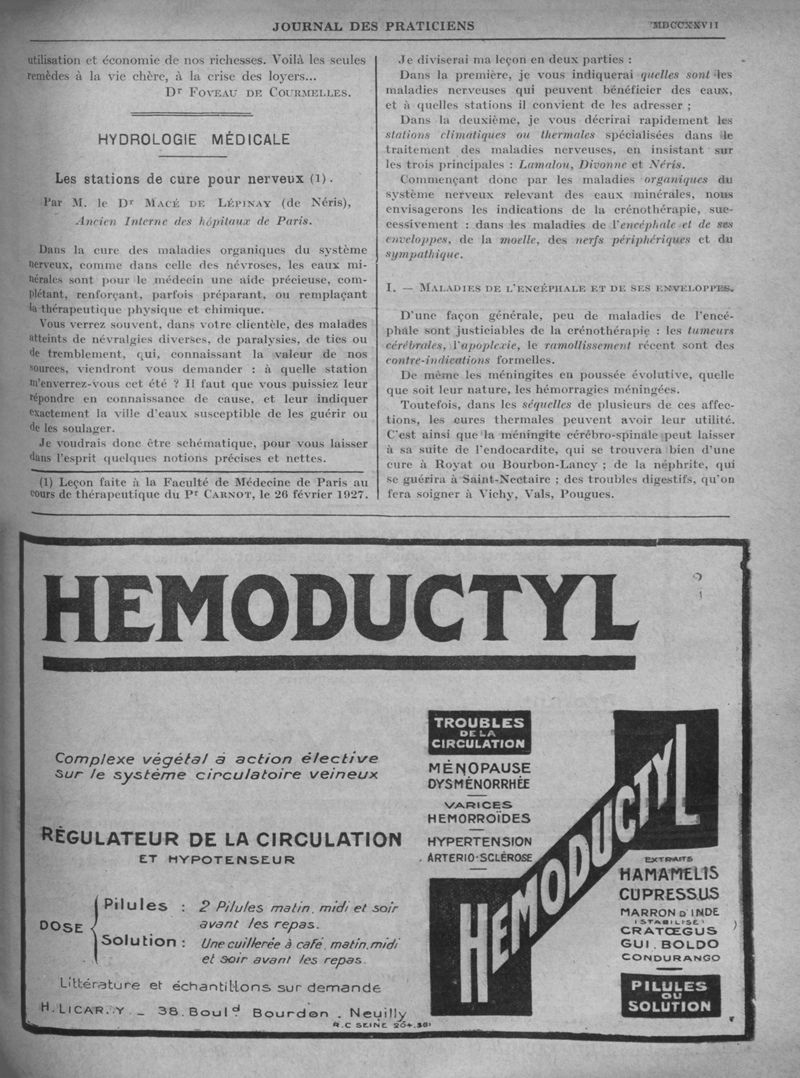 JOURNAL DES PRATICIENS
MDCCXXVII
utilisation et économie de nos richesses. Voilà les seules
remèdes à la vie chère, à la crise des loyers...
Dr FOVEAU DE COURMELLES.
HYDROLOGIE MÉDICALE
Les stations de cure pour nerveux (1).
Par M. le Dr MACÉ DE LÉPINAY (de Néris),
Ancien Interne des hôpitaux de Paris.
Dans la cure des maladies organiques du système
nerveux, comme dans celle des névroses, les eaux mi-
nérales sont pour le médecin une aide précieuse, com-
plétant, renforçant, parfois préparant, ou remplaçant
la thérapeutique physique et chimique.
Vous verrez souvent, dans votre clientèle, des malades
atteints de névralgies diverses, de paralysies, de tics ou
de tremblement, qui, connaissant la valeur de nos
sources, viendront vous demander : à quelle station
m'enverrez-vous cet été ? Il faut que vous puissiez leur
répondre en connaissance de cause, et leur indiquer
exactement la ville d'eaux susceptible de les guérir ou
de les soulager.
Je voudrais donc être schématique, pour vous laisser
dans l'esprit quelques notions précises et nettes.
(1) Leçon faite à la Faculté de Médecine de Paris au
cours de thérapeutique du Pr CARNOT, le 26 février 1927.
Je diviserai ma leçon en deux parties :
Dans la première, je vous indiquerai quelles sont les
maladies nerveuses qui peuvent bénéficier des eaux,
et à quelles stations il convient de les adresser ;
Dans la deuxième, je vous décrirai rapidement les
stations climatiques ou thermales spécialisées dans le
traitement des maladies nerveuses, en insistant sur
les trois principales : Lamalou, Divonne et Néris.
Commençant donc par les maladies organiques du
système nerveux relevant des eaux minérales, nous
envisagerons les indications de la crénothérapie, suc-
cessivement : dans les maladies de l'encéphale et de ses
enveloppes, de la moelle, des nerfs périphériques et du
sympathique.
I. — MALADIES DE L'ENCÉPHALE ET DE SES ENVELOPPES.
D'une façon générale, peu de maladies de l'encé-
phale sont justiciables de la crénothérapie : les tumeurs
cérébrales, l'apoplexie, le ramollissement récent sont des
contre-indications formelles.
De même les méningites en poussée évolutive, quelle
que soit leur nature, les hémorragies méningées.
Toutefois, dans les séquelles de plusieurs de ces affec-
tions, les cures thermales peuvent avoir leur utilité.
C'est ainsi que la méningite cérébro-spinale peut laisser
à sa suite de l'endocardite, qui se trouvera bien d'une
cure à Royat ou Bourbon-Lancy ; de la néphrite, qui
se guérira à Saint-Nectaire ; des troubles digestifs, qu'on
fera soigner à Vichy, Vals, Pougues.
HEMODUCTYL
Complexe végétal à action élective
sur le système circulatoire veineux
RÉGULATEUR DE LA CIRCULATION
ET HYPOTENSEUR
DOSE
Pilules : 2 Pilules matin, midi et soir
avant les repas.
Solution : Une cuillerée à café, matin, midi
et soir avant les repas.
Littérature et échantillons sur demande
H. LICAR..Y _ 38. Boul.d Bourdon . Neuilly
R.C SEINE
TROUBLES
DE LA
CIRCULATION
MÉNOPAUSE
DYSMÉNORRHÉE
VARICES
HEMORROÏDES
HYPERTENSION
ARTERIO-SCLÉROSE
HEMODUCTYL
EXTRAITS
HAMAMELIS
CUPRESSUS
MARRON D'INDE
(STABILISÉ)
CRATŒGUS
GUI. BOLDO
CONDURANGO
PILULES
OU
SOLUTION